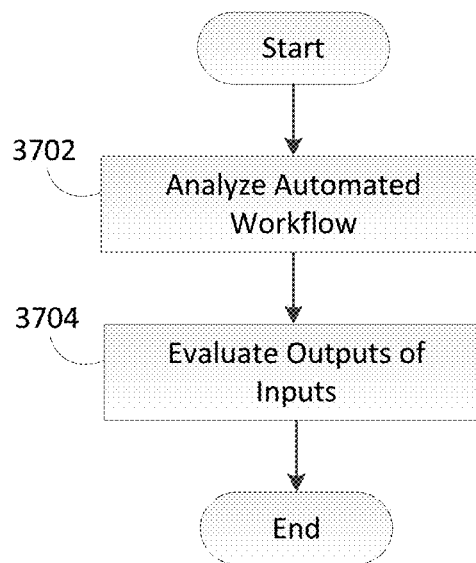 Start
3702
Analyze Automated
Workflow
3704
Evaluate Outputs of
Inputs
End